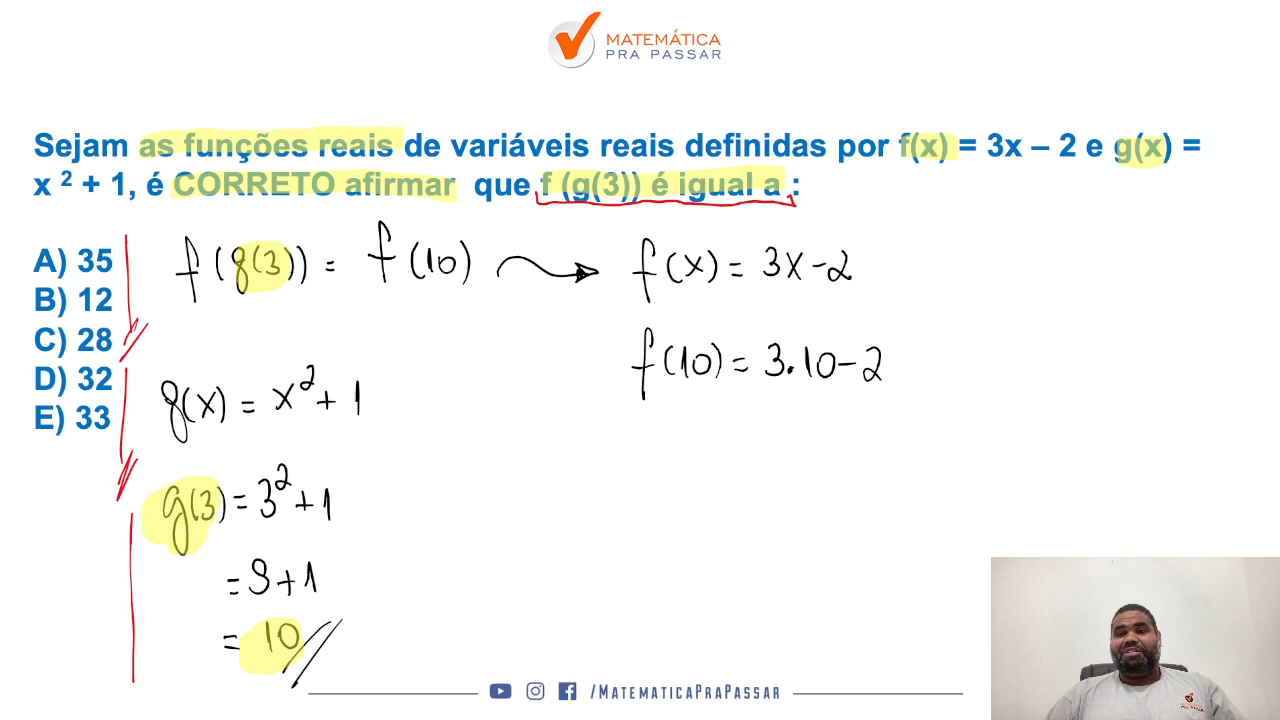 MATEMÁTICA
PRA PASSAR
Sejam as funções reais de variáveis reais definidas por f(x) = 3x – 2 e g(x) =
x ² + 1, é CORRETO afirmar que f (g(3)) é igual a :
A) 35
B) 12
C) 28
D) 32
E) 33
f(g(3)) = f(10)
f(x) = 3x-2
f(10) = 3.10-2
g(x) = x² + 1
g(3) = 3² + 1
= 9+1
= 10
/MATEMATICAPRAPASSAR